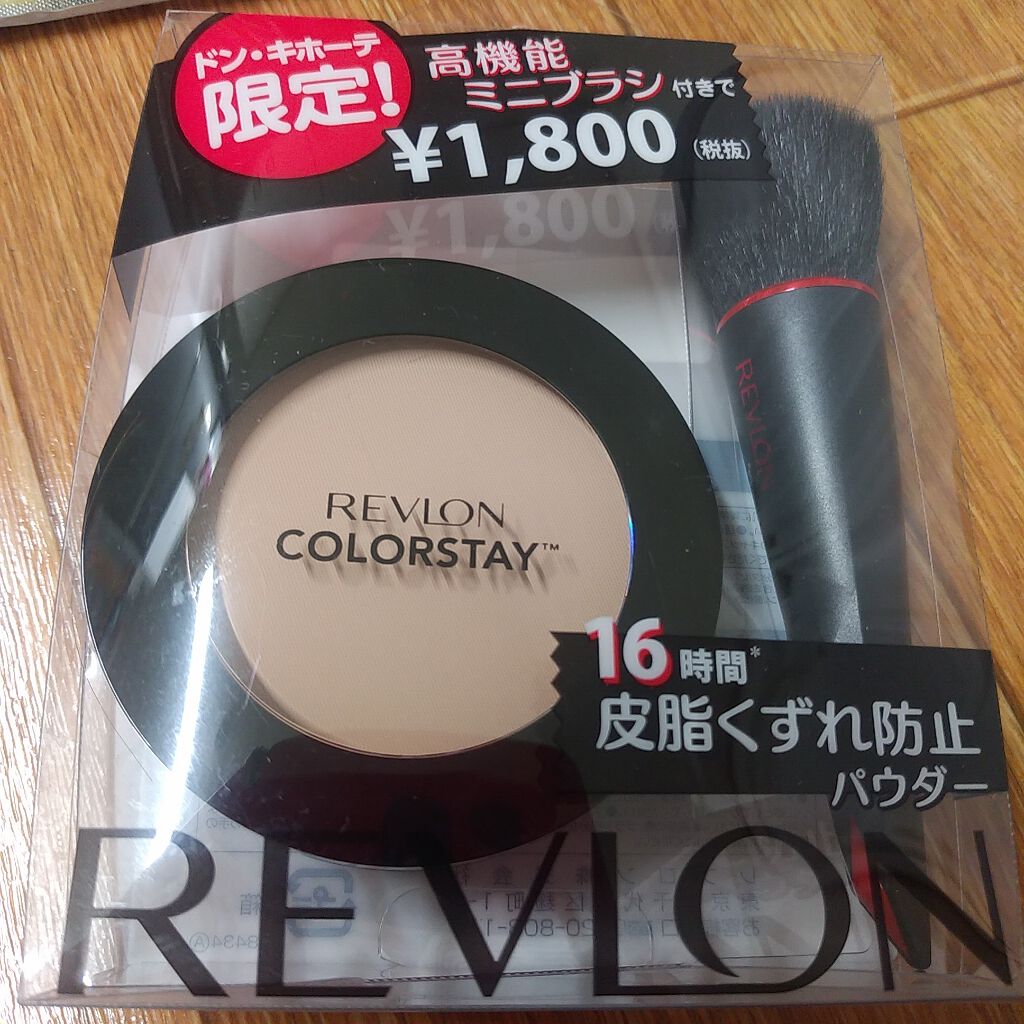 ドン・キホーテ
限定!
高機能
ミニブラシ付きで
¥1,800(税抜)
REVLON
REVLON
COLORSTAY™
16時間*
皮脂くずれ防止
パウダー
REVLON